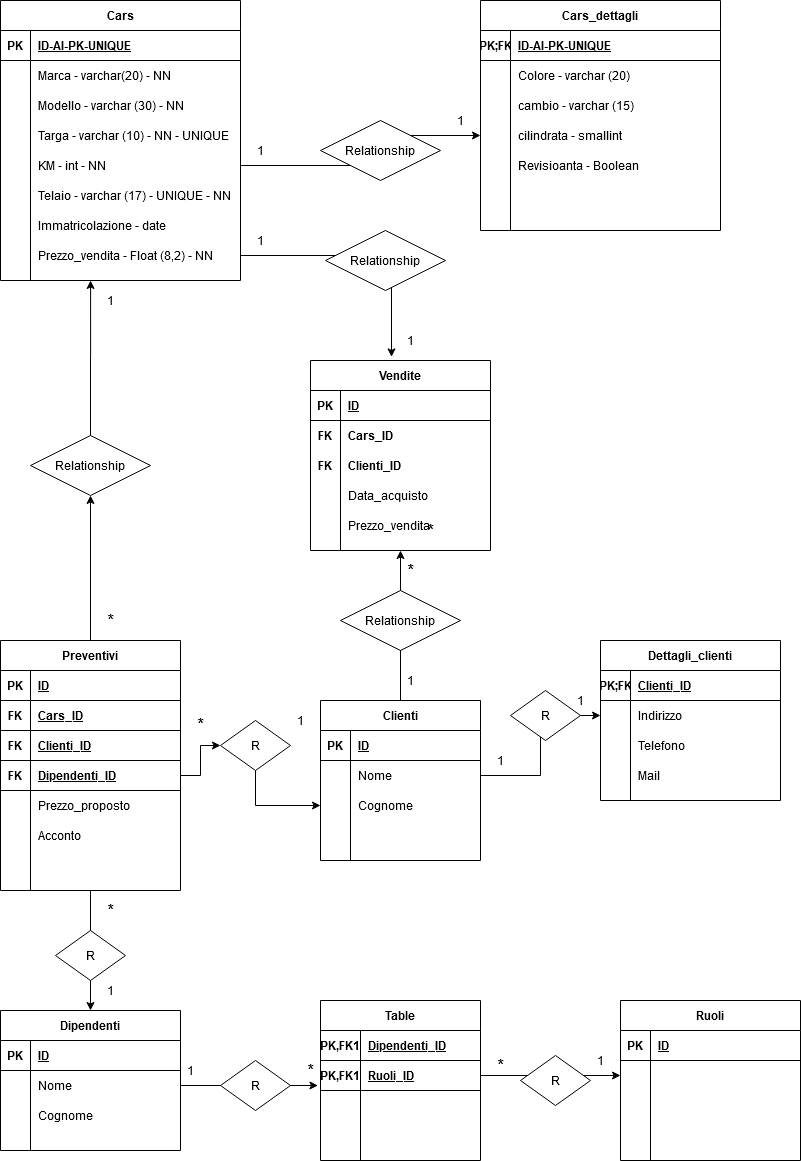 Cars
PK ID-AI-PK-UNIQUE
Marca - varchar(20) - NN
Modello - varchar (30) - NN
Targa - varchar (10) - NN - UNIQUE
KM - int - NN
Telaio - varchar (17) - UNIQUE - NN
Immatricolazione - date
Prezzo_vendita - Float (8,2) - NN
Cars_dettagli
PK;FK ID-AI-PK-UNIQUE
Colore - varchar (20)
cambio - varchar (15)
cilindrata - smallint
Revisioanta - Boolean
1
Relationship
1
1
Relationship
1
1
Relationship
*
Vendite
PK ID
FK Cars_ID
FK Clienti_ID
Data_acquisto
Prezzo_vendita*
*
Relationship
1
Preventivi
PK ID
FK Cars_ID
FK Clienti_ID
FK Dipendenti_ID
Prezzo_proposto
Acconto
*
R
1
Clienti
PK ID
Nome
Cognome
1
R
1
Dettagli_clienti
PK;FK Clienti_ID
Indirizzo
Telefono
Mail
*
R
1
Dipendenti
PK ID
Nome
Cognome
1
R
*
Table
PK,FK1 Dipendenti_ID
PK,FK1 Ruoli_ID
*
R
1
Ruoli
PK ID